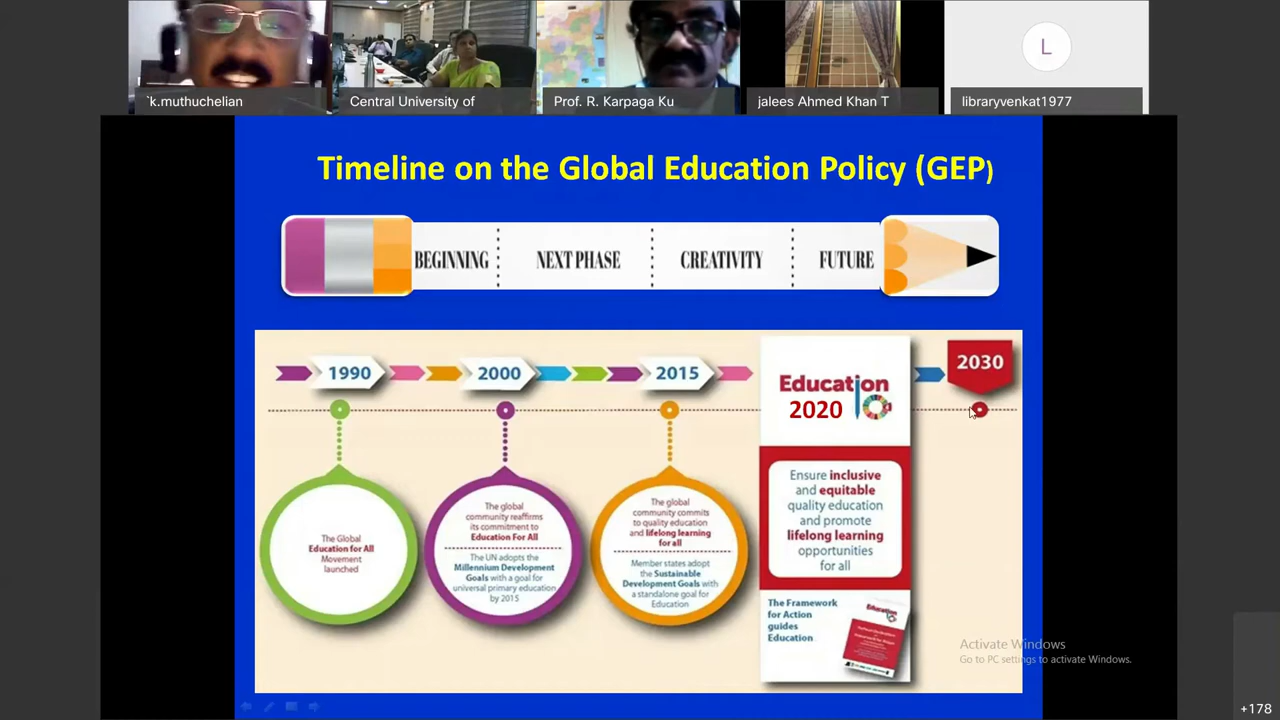 `k.muthuchelian
Central University of
Prof. R. Karpaga Ku
jalees Ahmed Khan T
L
libraryvenkat1977
Timeline on the Global Education Policy (GEP)
BEGINNING
NEXT PHASE
CREATIVITY
FUTURE
1990
2000
2015
Education
2020
2030
The Global
Education for All
Movement
launched
The global
community reaffirms
its commitment to
Education For All
The UN adopts the
Millennium Development
Goals with a goal for
universal primary education
by 2015
The global
community commits
to quality education
and lifelong learning
for all
Member states adopt
the Sustainable
Development Goals with
a standalone goal for
Education
Ensure inclusive
and equitable
quality education
and promote
lifelong learning
opportunities
for all
The Framework
for Action
guides
Education
Education
Activate Windows
Go to PC settings to activate Windows.
+178